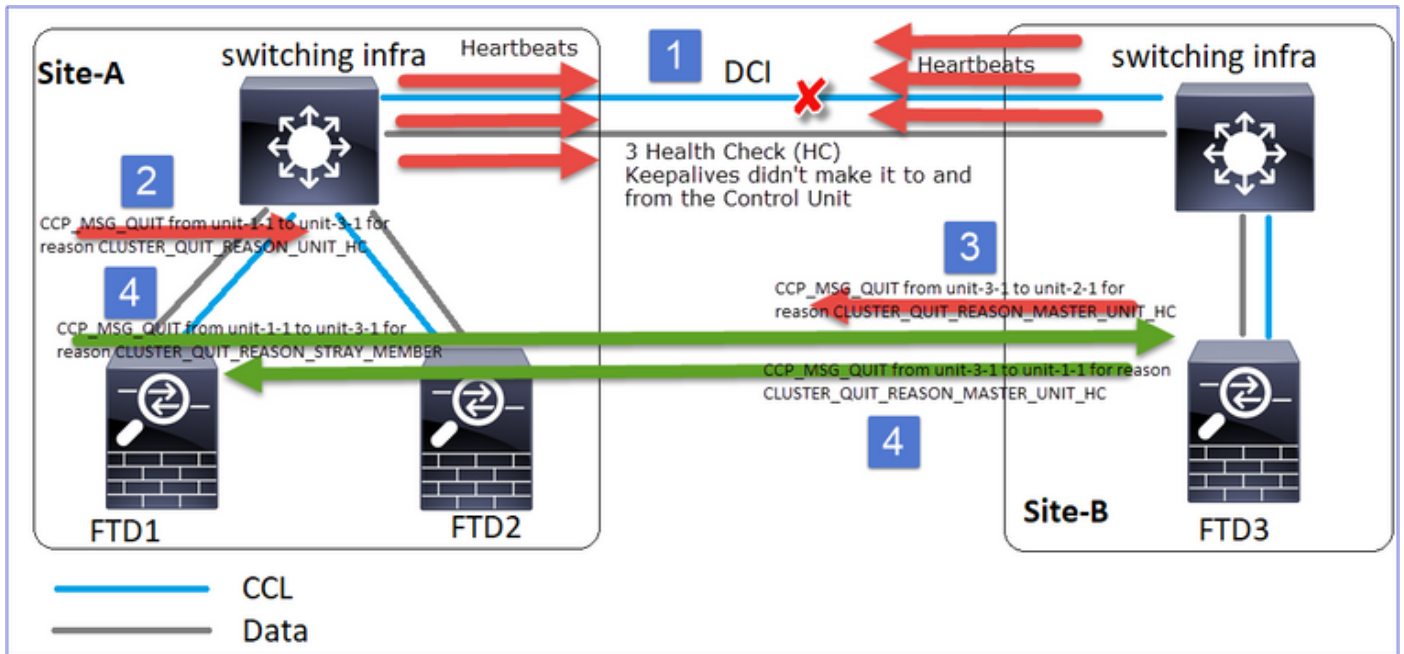 Site-A
switching infra
Heartbeats
1
DCI
Heartbeats
switching infra
3 Health Check (HC)
Keepalives didn't make it to and
from the Control Unit
2
CCP_MSG_QUIT from unit-1-1 to unit-3-1 for
reason CLUSTER_QUIT_REASON_UNIT_HC
4
CCP_MSG_QUIT from unit-1-1 to unit-3-1 for
reason CLUSTER_QUIT_REASON_STRAY_MEMBER
3
CCP_MSG_QUIT from unit-3-1 to unit-2-1 for
reason CLUSTER_QUIT_REASON_MASTER_UNIT_HC
CCP_MSG_QUIT from unit-3-1 to unit-1-1 for reason
CLUSTER_QUIT_REASON_MASTER_UNIT_HC
4
FTD1
FTD2
Site-B
FTD3
CCL
Data